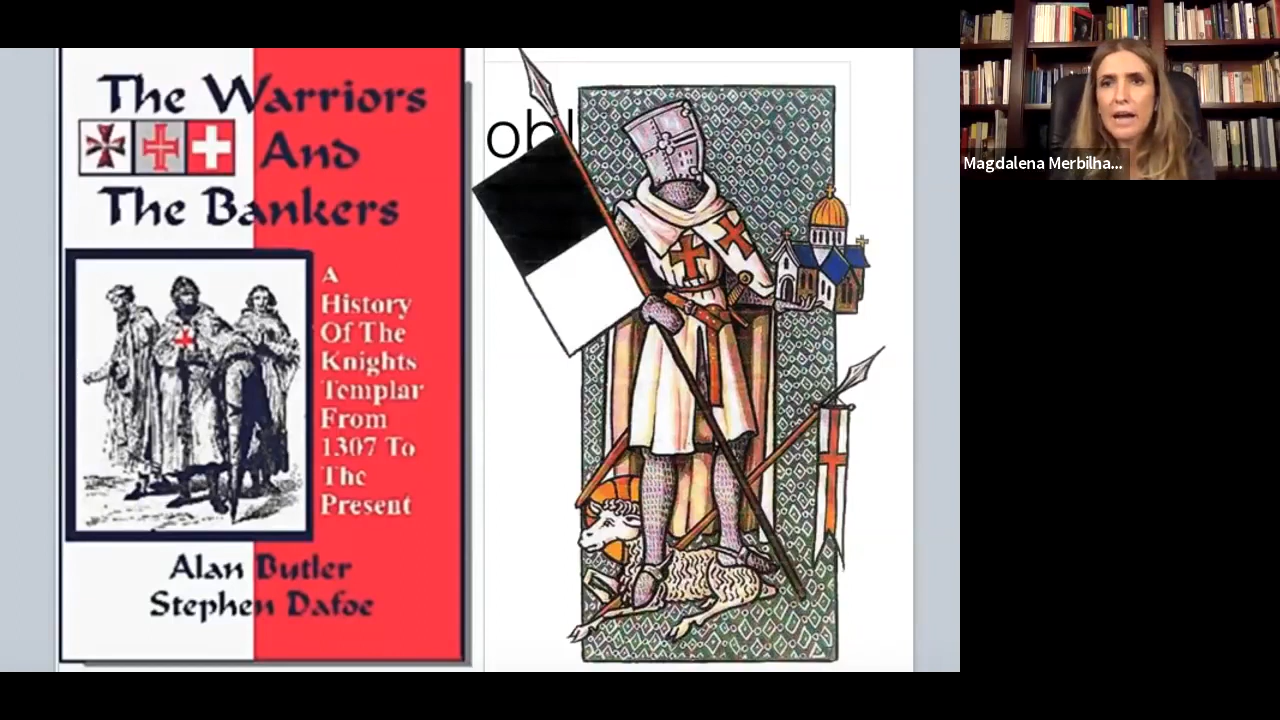 The Warriors
And
The Bankers
A
History
Of The
Knights
Templar
From
1307 To
The
Present
Alan Butler
Stephen Dafoe
obl
Magdalena Merbilha...